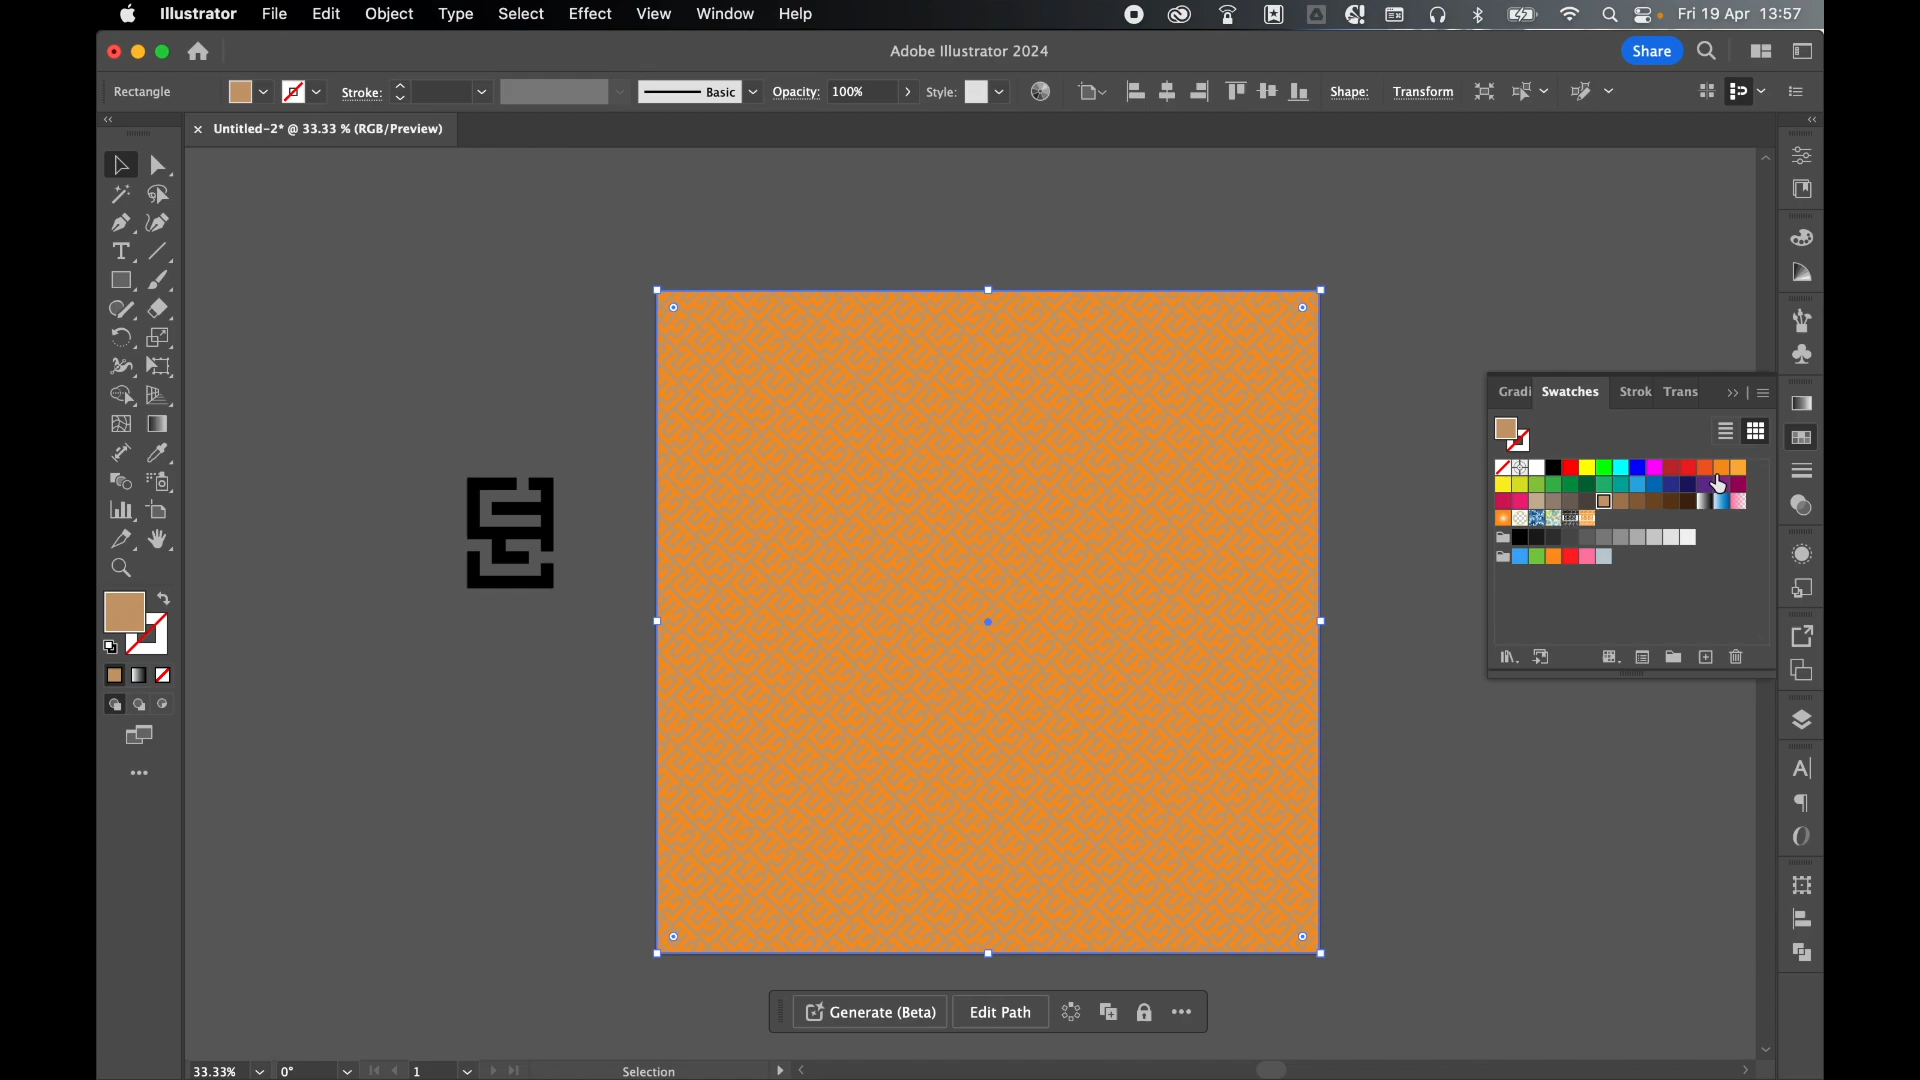 Illustrator File Edit Object Type Select Effect View Window Help Fri 19 Apr 13:57
Adobe Illustrator 2024 Share
Rectangle Stroke: Basic Opacity: 100% Style: Shape: Transform
× Untitled-2* @ 33.33 % (RGB/Preview)
Gradi Swatches Strok Trans
Generate (Beta) Edit Path
33.33% 0° 1 Selection